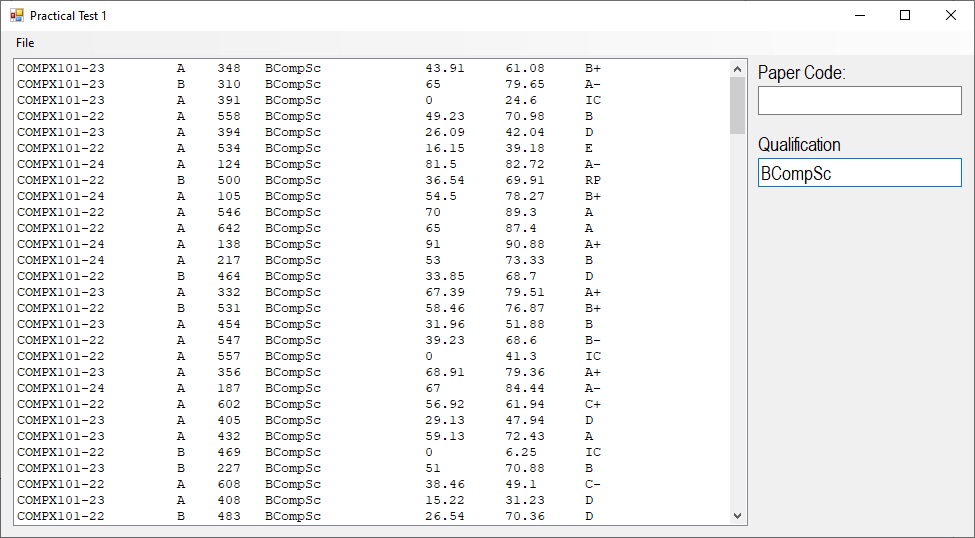 Practical Test 1
File
COMPX101-23 A 348 BCompSc 43.91 61.08 B+
COMPX101-23 B 310 BCompSc 65 79.65 A-
COMPX101-23 A 391 BCompSc 0 24.6 IC
COMPX101-22 A 558 BCompSc 49.23 70.98 B
COMPX101-23 A 394 BCompSc 26.09 42.04 D
COMPX101-22 A 534 BCompSc 16.15 39.18 E
COMPX101-24 A 124 BCompSc 81.5 82.72 A-
COMPX101-22 B 500 BCompSc 36.54 69.91 RP
COMPX101-24 A 105 BCompSc 54.5 78.27 B+
COMPX101-22 A 546 BCompSc 70 89.3 A
COMPX101-22 A 642 BCompSc 65 87.4 A
COMPX101-24 A 138 BCompSc 91 90.88 A+
COMPX101-24 A 217 BCompSc 53 73.33 B
COMPX101-22 B 464 BCompSc 33.85 68.7 D
COMPX101-23 A 332 BCompSc 67.39 79.51 A+
COMPX101-22 B 531 BCompSc 58.46 76.87 B+
COMPX101-23 A 454 BCompSc 31.96 51.88 B
COMPX101-22 A 547 BCompSc 39.23 68.6 B-
COMPX101-22 A 557 BCompSc 0 41.3 IC
COMPX101-23 A 356 BCompSc 68.91 79.36 A+
COMPX101-24 A 187 BCompSc 67 84.44 A-
COMPX101-22 A 602 BCompSc 56.92 61.94 C+
COMPX101-23 A 405 BCompSc 29.13 47.94 D
COMPX101-23 A 432 BCompSc 59.13 72.43 A
COMPX101-22 B 469 BCompSc 0 6.25 IC
COMPX101-23 B 227 BCompSc 51 70.88 B
COMPX101-22 A 608 BCompSc 38.46 49.1 C-
COMPX101-23 A 408 BCompSc 15.22 31.23 D
COMPX101-22 B 483 BCompSc 26.54 70.36 D
Paper Code:
Qualification
BCompSc